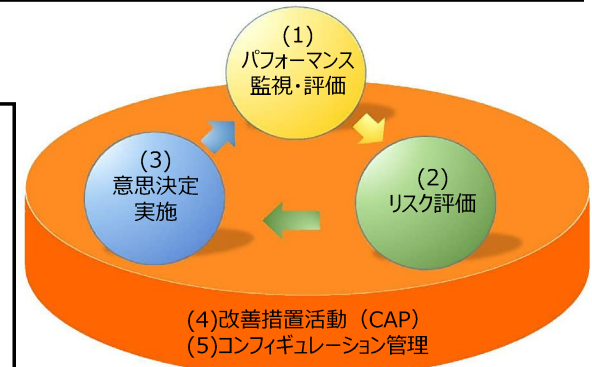 (1)
パフォーマンス
監視・評価
(2)
リスク評価
(3)
意思決定
実施
(4)改善措置活動（CAP）
(5)コンフィギュレーション管理